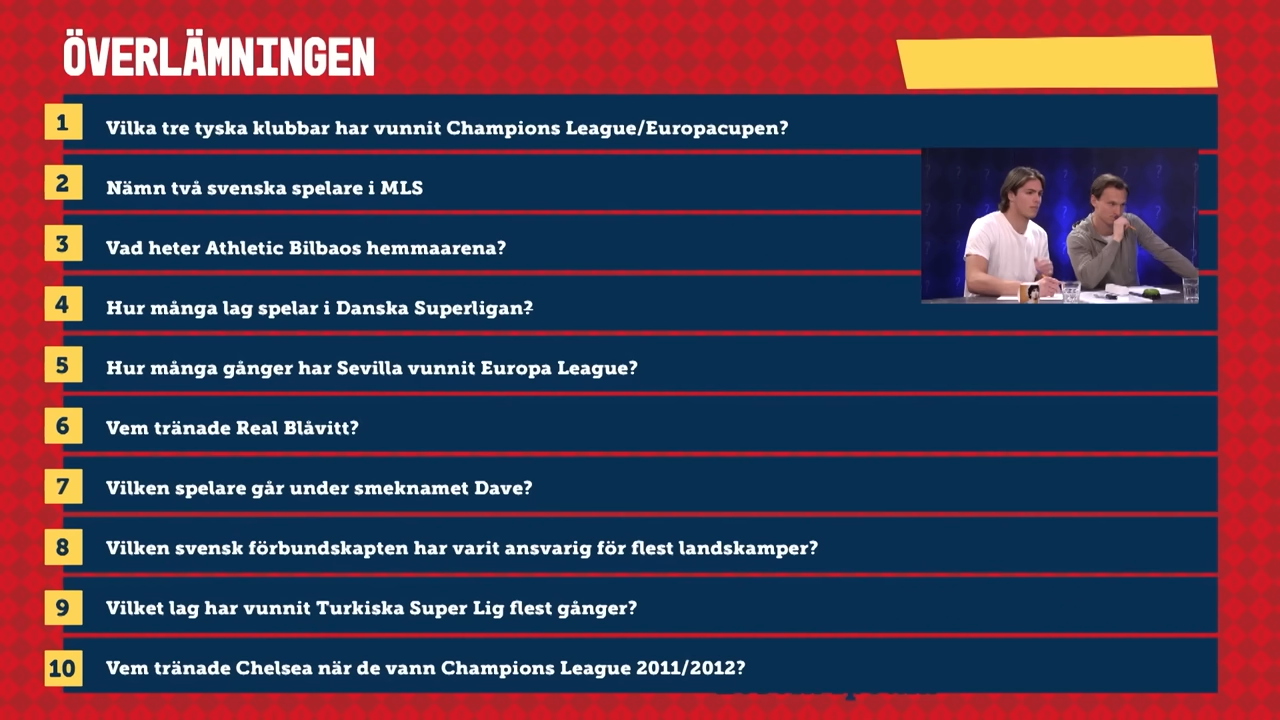 ÖVERLÄMNINGEN
1 Vilka tre tyska klubbar har vunnit Champions League/Europacupen?
2 Nämn två svenska spelare i MLS
3 Vad heter Athletic Bilbaos hemmaarena?
4 Hur många lag spelar i Danska Superligan?
5 Hur många gånger har Sevilla vunnit Europa League?
6 Vem tränade Real Blåvitt?
7 Vilken spelare går under smeknamet Dave?
8 Vilken svensk förbundskapten har varit ansvarig för flest landskamper?
9 Vilket lag har vunnit Turkiska Super Lig flest gånger?
10 Vem tränade Chelsea när de vann Champions League 2011/2012?